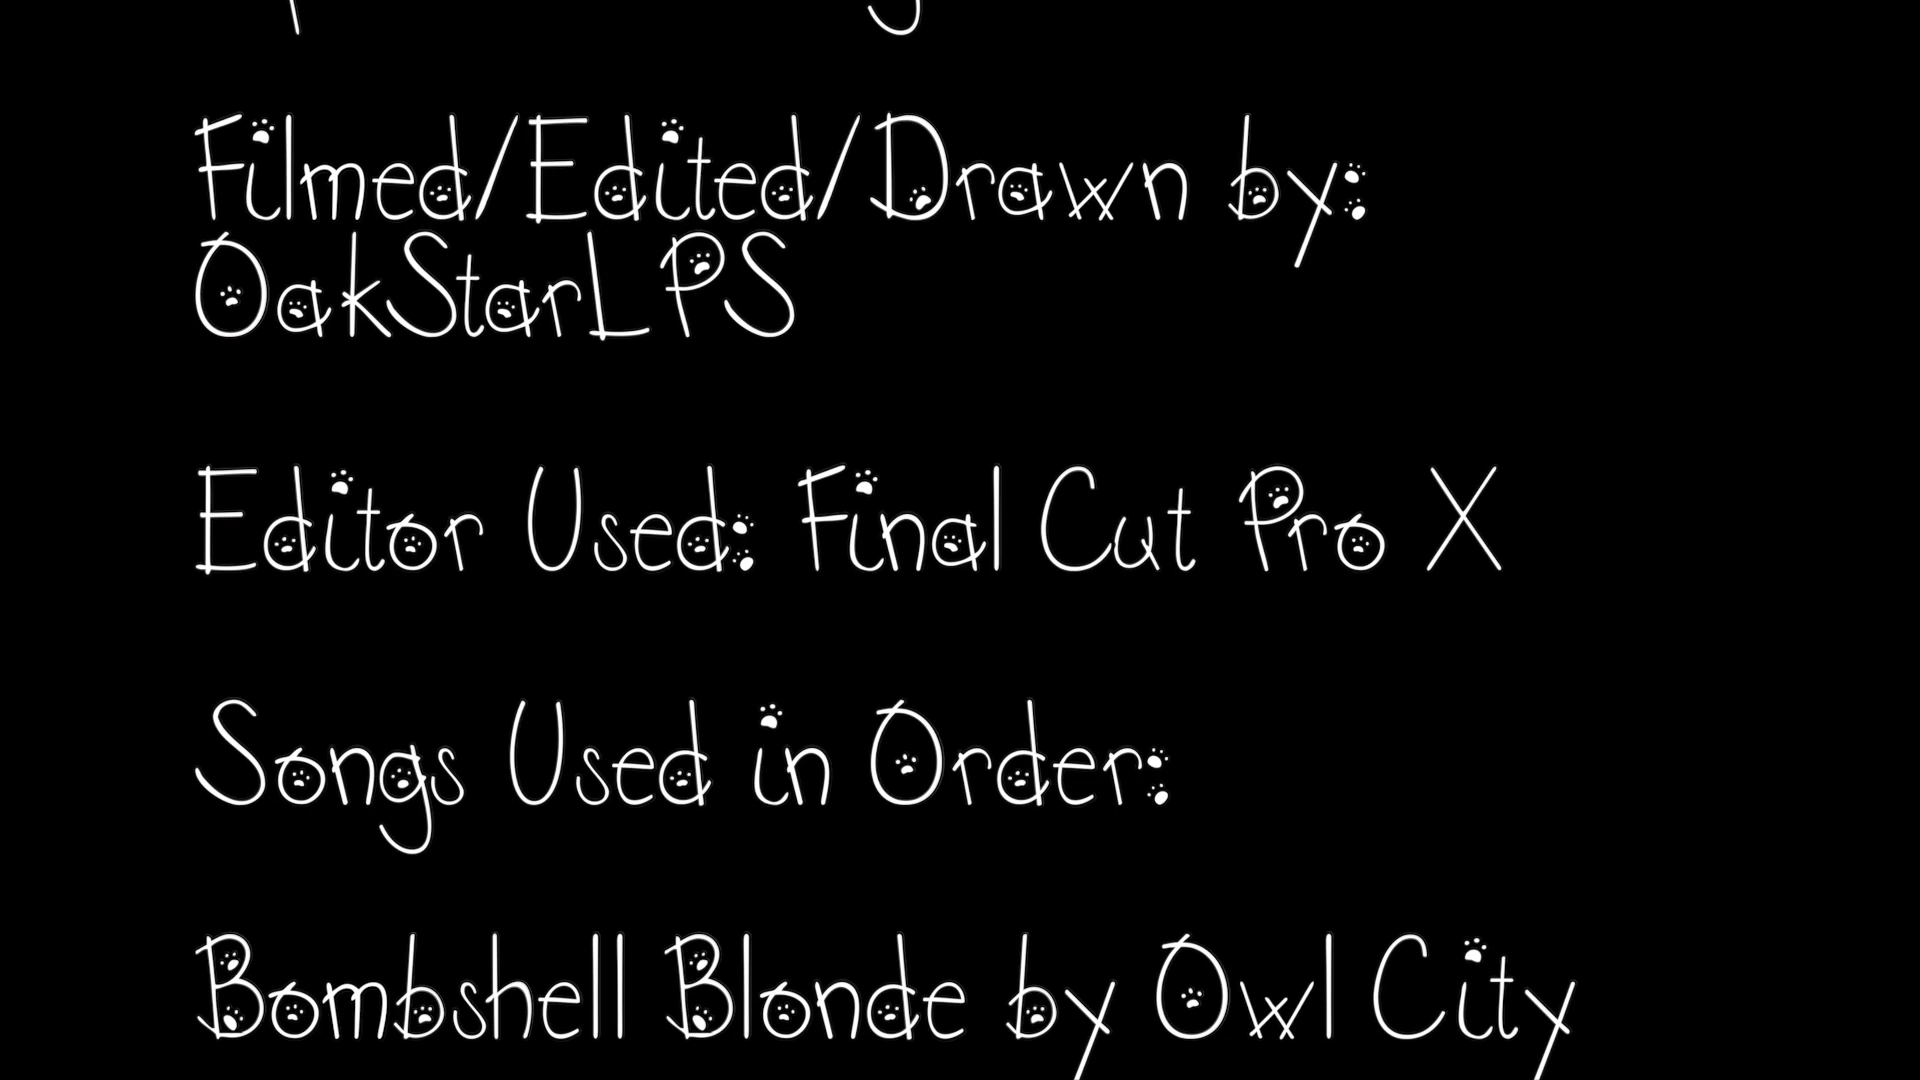 Filmed/Edited/Drawn by:
OakStarLPS
Editor Used: Final Cut Pro X
Songs Used in Order:
Bombshell Blonde by Owl City